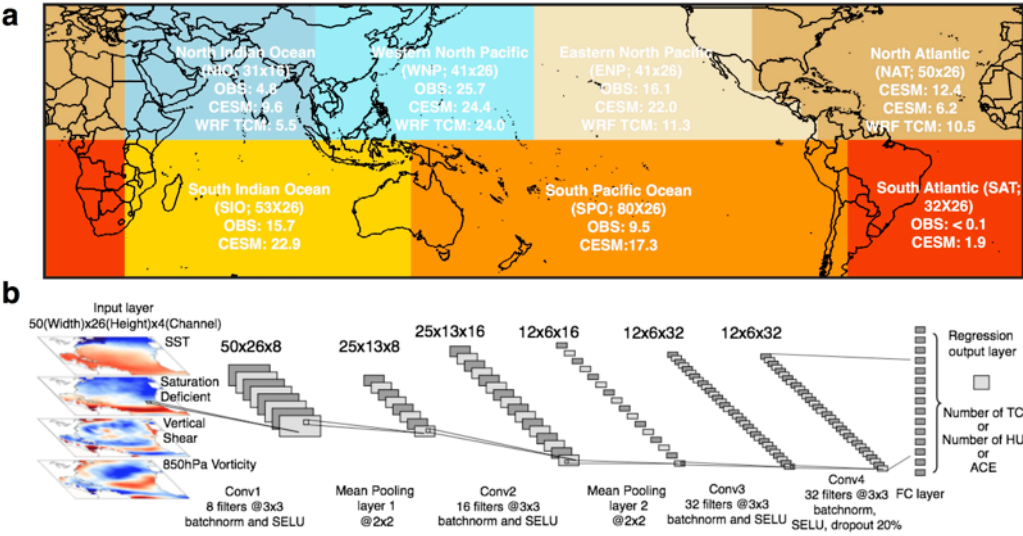 a
North Indian Ocean
(NIO; 31x16)
OBS: 4.8
CESM: 9.6
WRF TCM: 5.5
Western North Pacific
(WNP; 41x26)
OBS: 25.7
CESM: 24.4
WRF TCM: 24.0
Eastern North Pacific
(ENP; 41x26)
OBS: 16.1
CESM: 22.0
WRF TCM: 11.3
North Atlantic
(NAT; 50x26)
CESM: 12.4
CESM: 6.2
WRF TCM: 10.5
South Indian Ocean
(SIO; 53X26)
OBS: 15.7
CESM: 22.9
South Pacific Ocean
(SPO; 80X26)
OBS: 9.5
CESM:17.3
South Atlantic (SAT;
32X26)
OBS: < 0.1
CESM: 1.9
b
Input layer
50(Width)x26(Height)x4(Channel)
SST
Saturation
Deficient
Vertical
Shear
850hPa Vorticity
50x26x8
25x13x8
25x13x16
12x6x16
12x6x32
12x6x32
Regression
output layer
Number of TC
or
Number of HU
or
ACE
Conv1
8 filters @3x3
batchnorm and SELU
Mean Pooling
layer 1
@2x2
Conv2
16 filters @3x3
batchnorm and SELU
Mean Pooling
layer 2
@2x2
Conv3
32 filters @3x3
batchnorm and SELU
Conv4
32 filters @3x3
batchnorm,
SELU, dropout 20%
FC layer